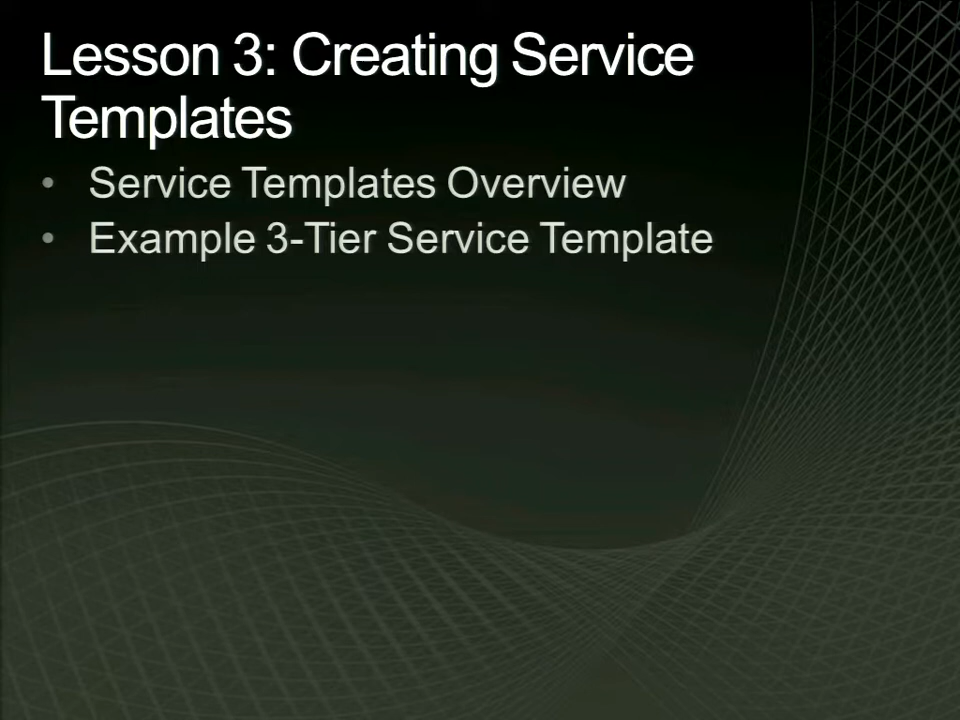 Lesson 3: Creating Service
Templates
• Service Templates Overview
• Example 3-Tier Service Template